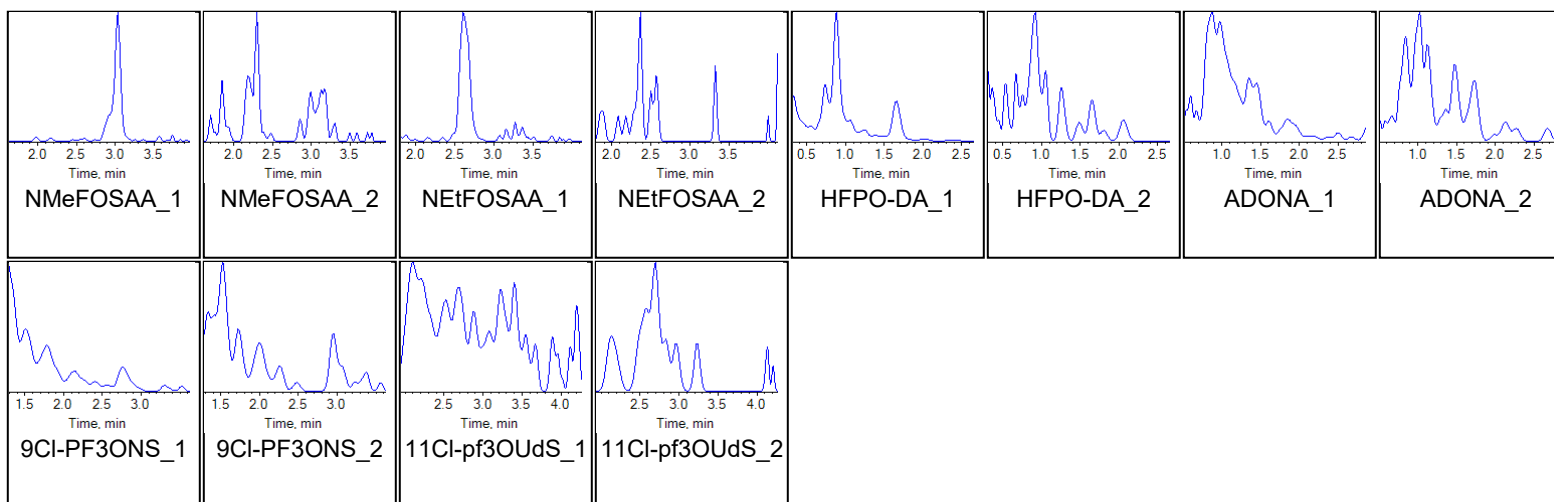 2.0 3.0 3.5
Time, min
NMeFOSAA_1
2.0 2.5 3.0 3.5
Time, min
NMeFOSAA_2
2.0 2.5 3.0 3.5
Time, min
NEtFOSAA_1
2.0 2.5 3.0 3.5
Time, min
NEtFOSAA_2
0.5 1.0 1.5 2.0 2.5
Time, min
HFPO-DA_1
0.5 1.0 1.5 2.0 2.5
Time, min
HFPO-DA_2
1.0 1.5 2.0 2.5
Time, min
ADONA_1
1.0 1.5 2.0 2.5
Time, min
ADONA_2
1.5 2.0 2.5 3.0
Time, min
9Cl-PF3ONS_1
1.5 2.0 2.5 3.0
Time, min
9Cl-PF3ONS_2
2.5 3.0 3.5 4.0
Time, min
11Cl-pf3OUdS_1
2.5 3.0 3.5 4.0
Time, min
11Cl-pf3OUdS_2